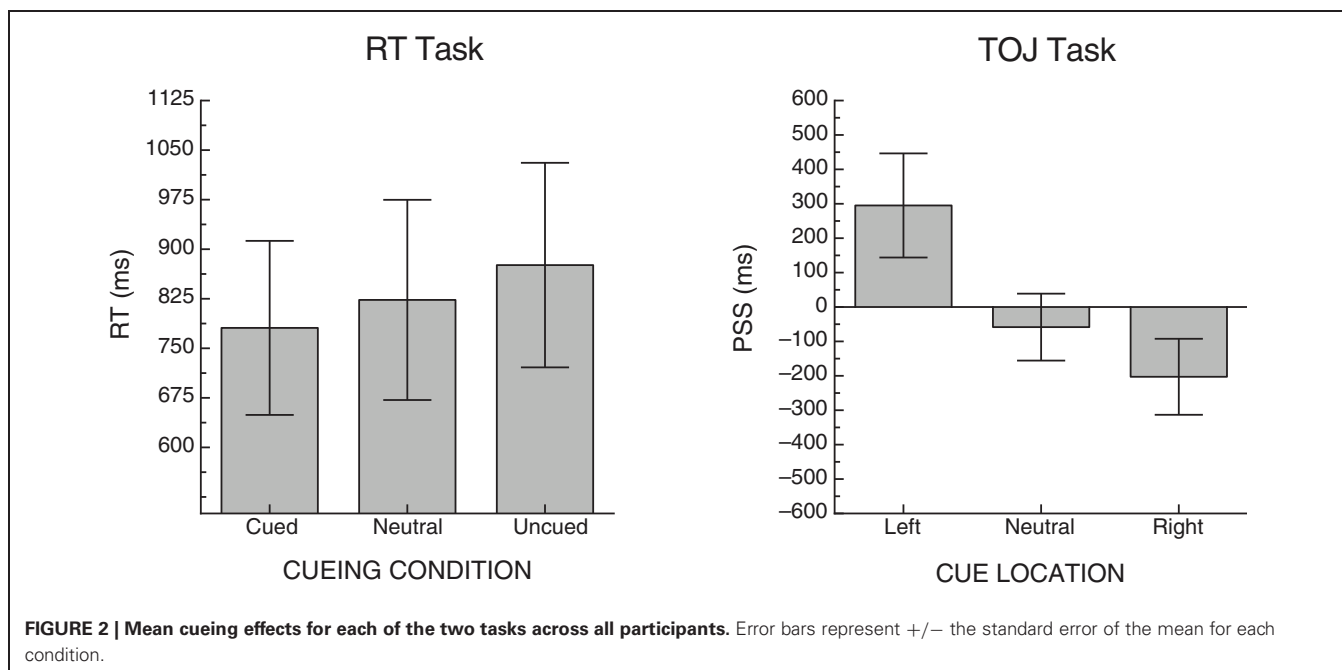 RT Task
1125
1050
975
900
825
750
675
600
RT (ms)
Cued Neutral Uncued
CUEING CONDITION
TOJ Task
600
500
400
300
200
100
0
−100
−200
−300
−400
−500
−600
PSS (ms)
Left Neutral Right
CUE LOCATION
FIGURE 2 | Mean cueing effects for each of the two tasks across all participants. Error bars represent +/− the standard error of the mean for each
condition.